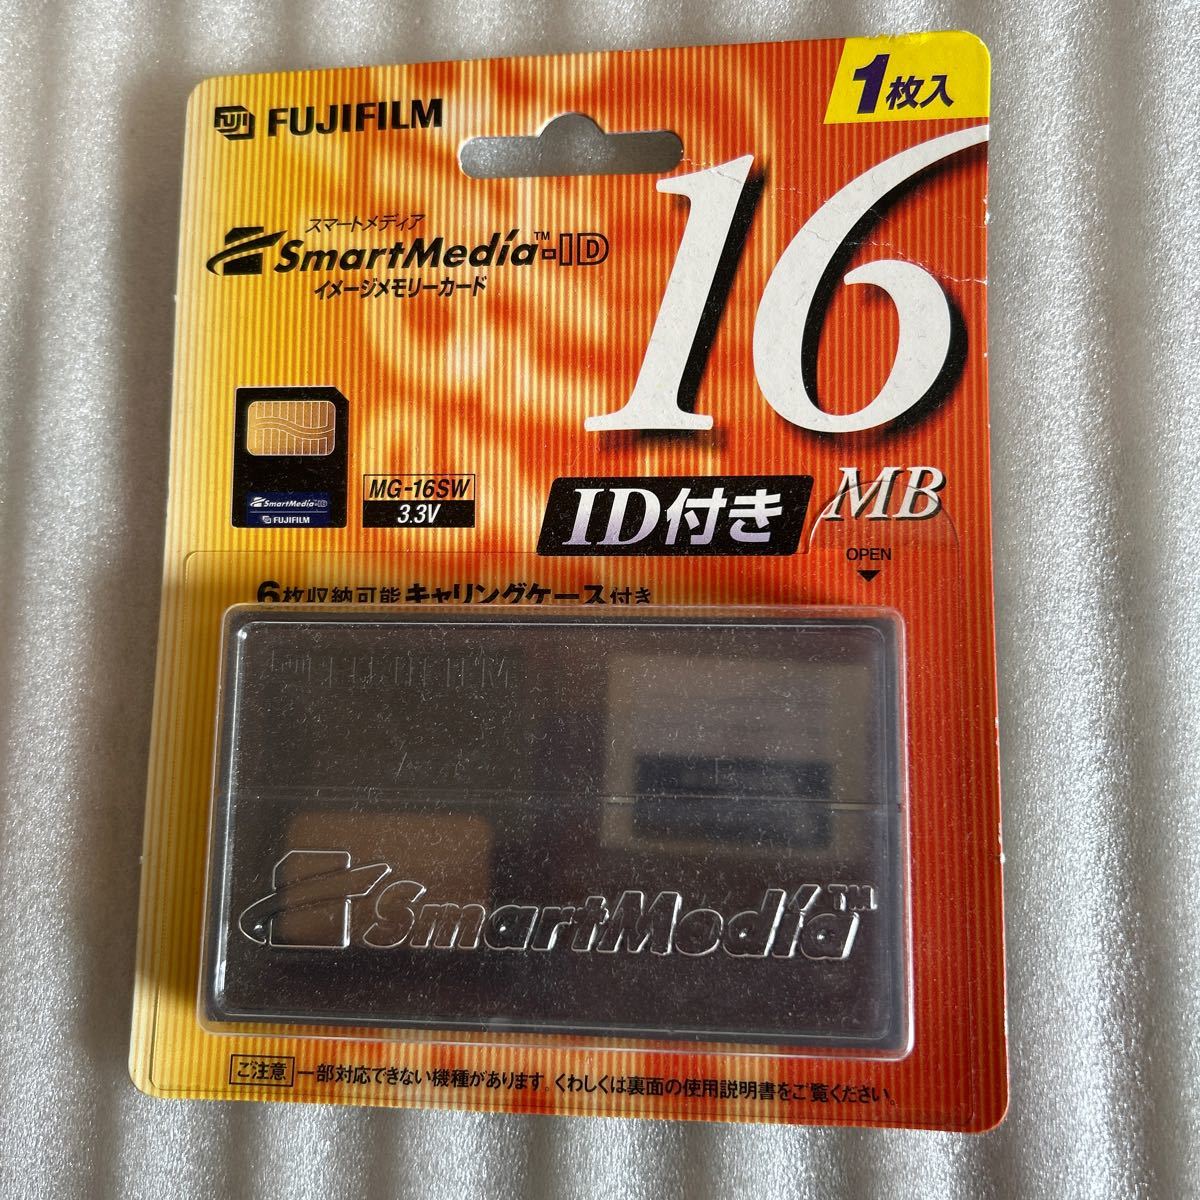 1枚入
FUJI FUJIFILM
16
スマートメディア
SmartMedia™-ID
イメージメモリーカード
MB
SmartMedia-ID
FUJIFILM
MG-16SW
3.3V
ID付き
OPEN
6枚収納可能キャリングケース付き
FUJIFILM
SmartMedia™
ご注意 一部対応できない機種があります。くわしくは裏面の使用説明書をご覧ください。